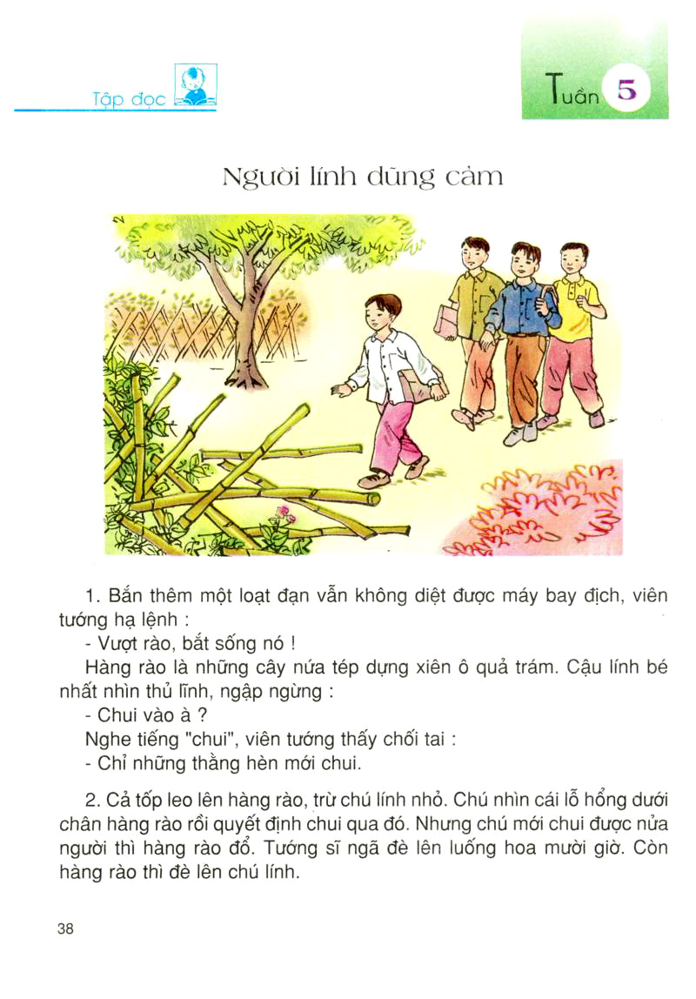 Tập đọc
Tuần 5
Người lính dũng cảm
1. Bắn thêm một loạt đạn vẫn không diệt được máy bay địch, viên
tướng hạ lệnh :
- Vượt rào, bắt sống nó !
Hàng rào là những cây nứa tép dựng xiên ô quả trám. Cậu lính bé
nhất nhìn thủ lĩnh, ngập ngừng :
- Chui vào à ?
Nghe tiếng "chui", viên tướng thấy chối tai :
- Chỉ những thằng hèn mới chui.
2. Cả tốp leo lên hàng rào, trừ chú lính nhỏ. Chú nhìn cái lỗ hổng dưới
chân hàng rào rồi quyết định chui qua đó. Nhưng chú mới chui được nửa
người thì hàng rào đổ. Tướng sĩ ngã đè lên luống hoa mười giờ. Còn
hàng rào thì đè lên chú lính.
38